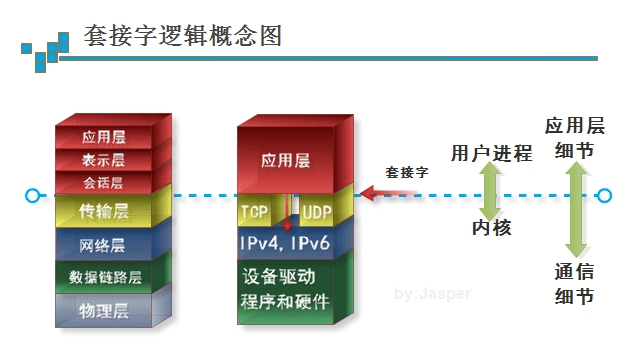 套接字逻辑概念图
应用层
表示层
会话层
传输层
网络层
数据链路层
物理层
应用层
TCP UDP
IPv4, IPv6
设备驱动
程序和硬件
套接字
用户进程
内核
应用层
细节
通信
细节
by:Jasper